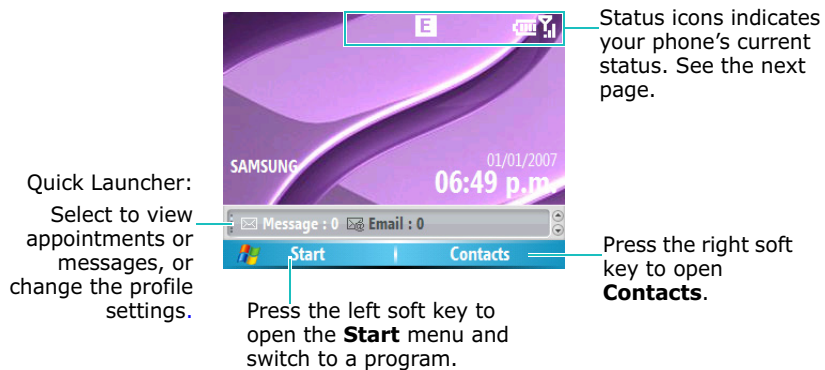 Status icons indicates
your phone's current
status. See the next
page.
E
SAMSUNG
01/01/2007
06:49 p.m.
Quick Launcher:
Select to view
appointments or
messages, or
change the profile
settings.
Message : 0 Email : 0
Start Contacts
Press the right soft
key to open
Contacts.
Press the left soft key to
open the Start menu and
switch to a program.